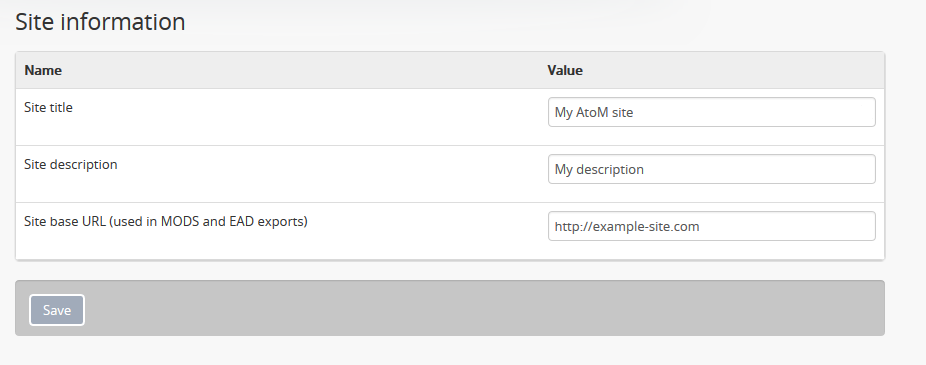 Site information
Name Value
Site title My AtoM site
Site description My description
Site base URL (used in MODS and EAD exports) http://example-site.com
Save